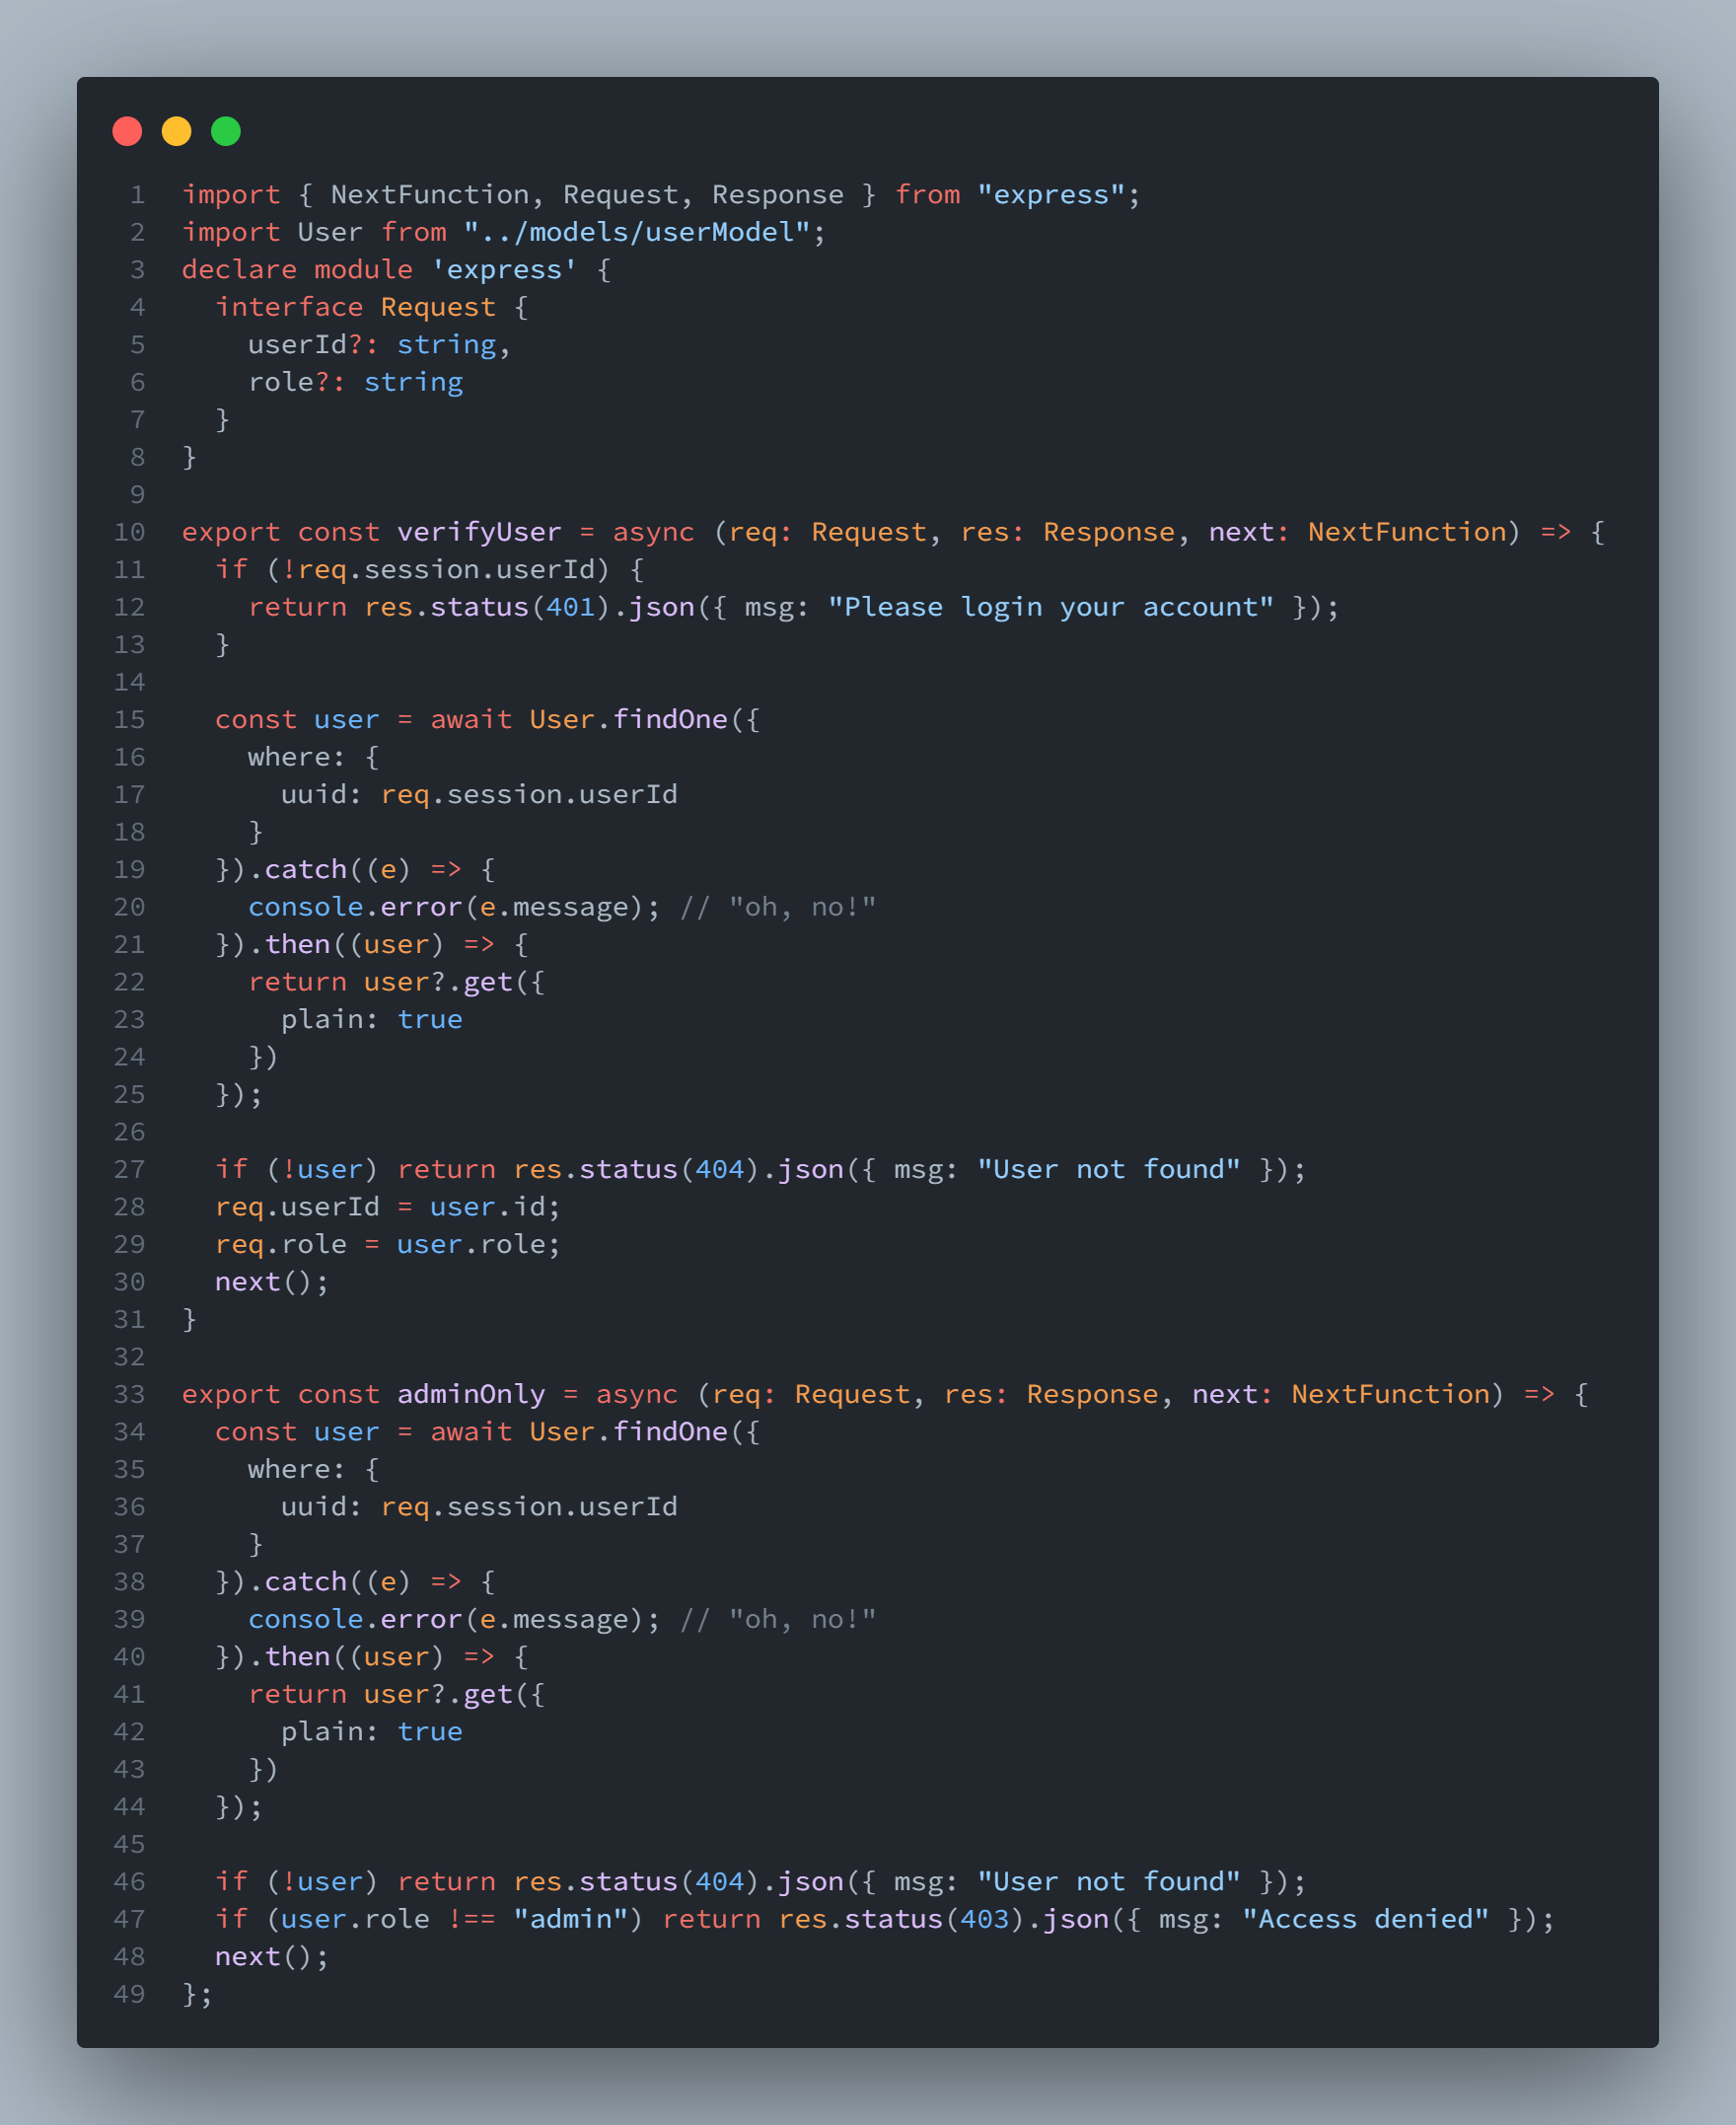 1 import { NextFunction, Request, Response } from "express";
2 import User from "../models/userModel";
3 declare module 'express' {
4   interface Request {
5     userId?: string,
6     role?: string
7   }
8 }
9
10 export const verifyUser = async (req: Request, res: Response, next: NextFunction) => {
11   if (!req.session.userId) {
12     return res.status(401).json({ msg: "Please login your account" });
13   }
14
15   const user = await User.findOne({
16     where: {
17       uuid: req.session.userId
18     }
19   }).catch((e) => {
20     console.error(e.message); // "oh, no!"
21   }).then((user) => {
22     return user?.get({
23       plain: true
24     })
25   });
26
27   if (!user) return res.status(404).json({ msg: "User not found" });
28   req.userId = user.id;
29   req.role = user.role;
30   next();
31 }
32
33 export const adminOnly = async (req: Request, res: Response, next: NextFunction) => {
34   const user = await User.findOne({
35     where: {
36       uuid: req.session.userId
37     }
38   }).catch((e) => {
39     console.error(e.message); // "oh, no!"
40   }).then((user) => {
41     return user?.get({
42       plain: true
43     })
44   });
45
46   if (!user) return res.status(404).json({ msg: "User not found" });
47   if (user.role !== "admin") return res.status(403).json({ msg: "Access denied" });
48   next();
49 };